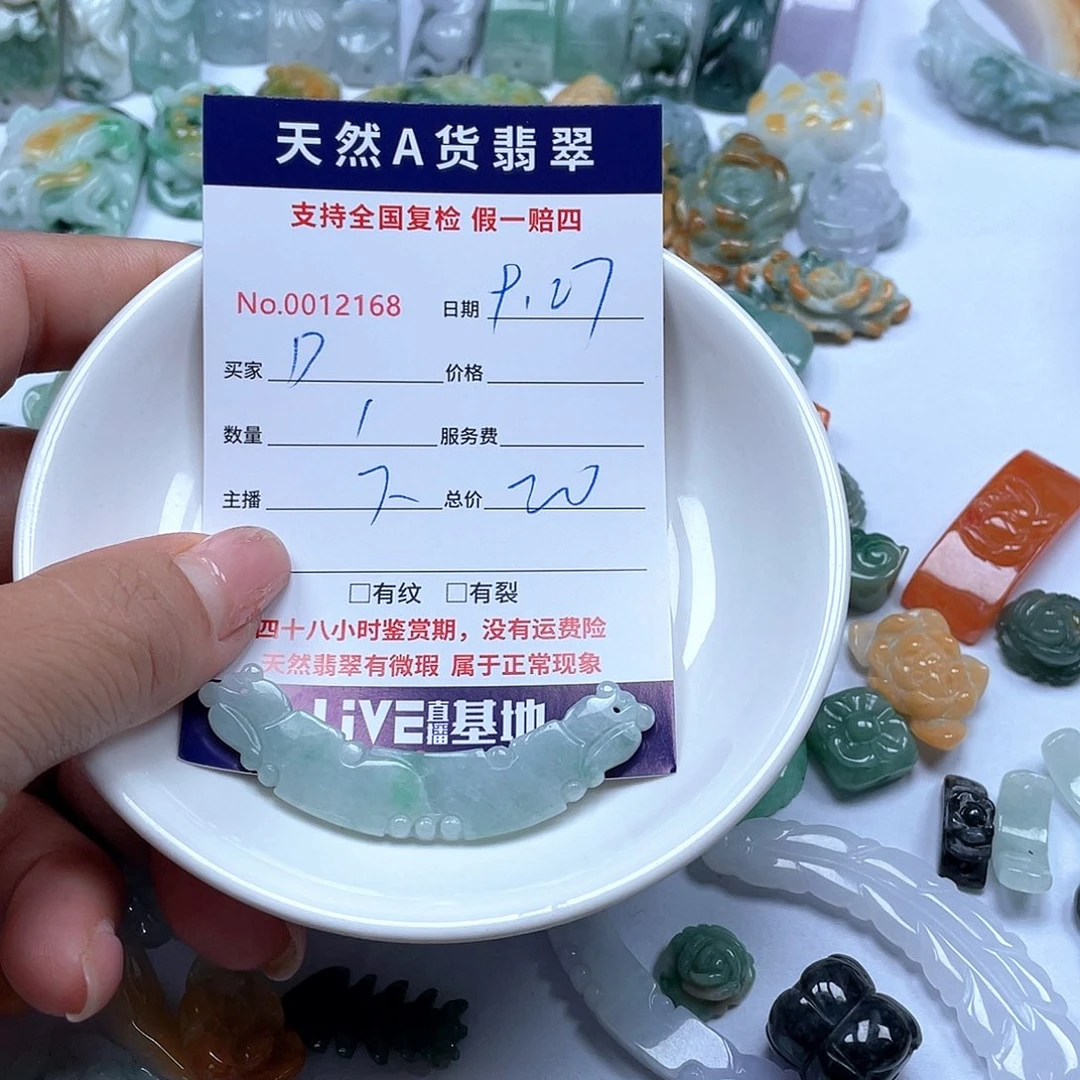 天然A货翡翠
支持全国复检 假一赔四
No.0012168 日期 9.27
买家 D 价格
数量 1 服务费
主播 总价 20
□有纹 □有裂
四十八小时鉴赏期，没有运费险
天然翡翠有微瑕 属于正常现象
LiVE直播基地